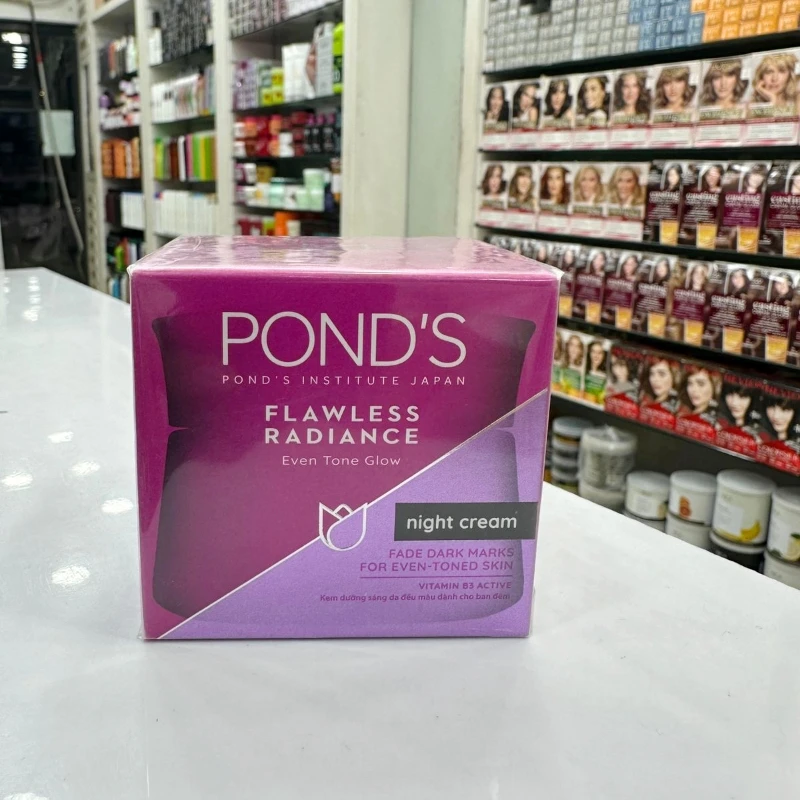 POND'S
POND'S INSTITUTE JAPAN
FLAWLESS
RADIANCE
Even Tone Glow
night cream
FADE DARK MARKS
FOR EVEN-TONED SKIN
VITAMIN B3 ACTIVE
Kem dưỡng sáng da đều màu dành cho ban đêm